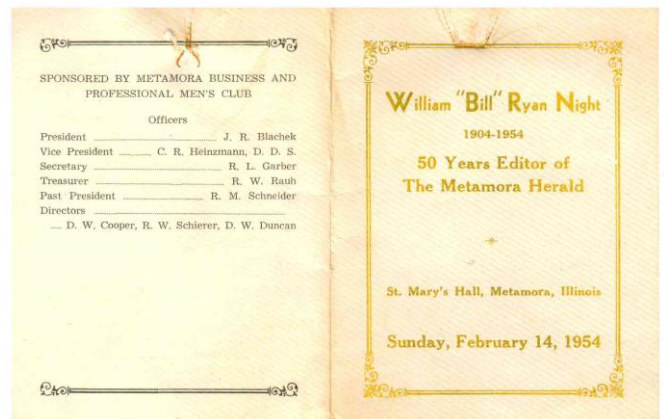 SPONSORED BY METAMORA BUSINESS AND
PROFESSIONAL MEN'S CLUB
Officers
President J. R. Blachek
Vice President C. R. Heinzmann, D. D. S.
Secretary R. L. Garber
Treasurer R. W. Rauh
Past President R. M. Schneider
Directors
D. W. Cooper, R. W. Schierer, D. W. Duncan
William "Bill" Ryan Night
1904-1954
50 Years Editor of
The Metamora Herald
St. Mary's Hall, Metamora, Illinois
Sunday, February 14, 1954